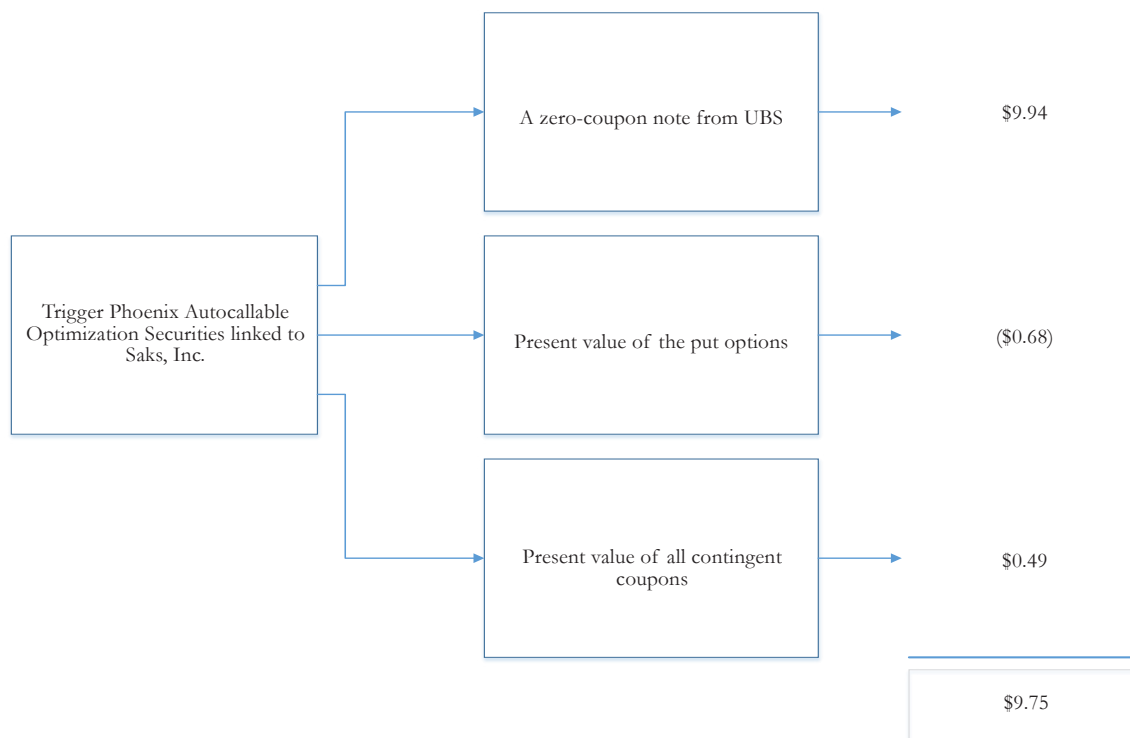 A zero-coupon note from UBS
$9.94
Trigger Phoenix Autocallable
Optimization Securities linked to
Saks, Inc.
Present value of the put options
($0.68)
Present value of all contingent
coupons
$0.49
$9.75